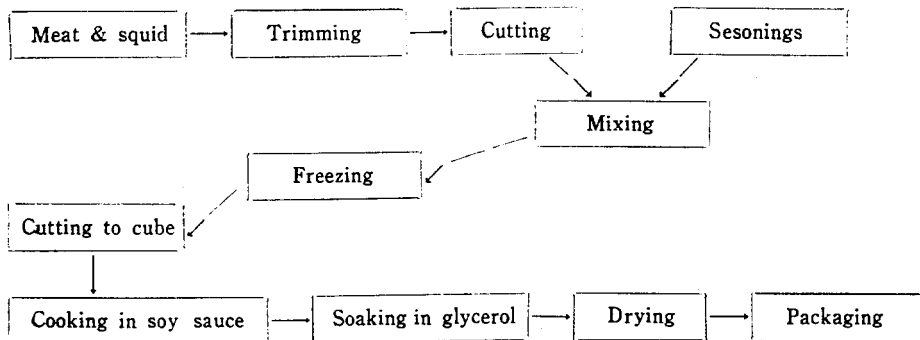 Meat & squid
Trimming
Cutting
Sesonings
Mixing
Freezing
Cutting to cube
Cooking in soy sauce
Soaking in glycerol
Drying
Packaging